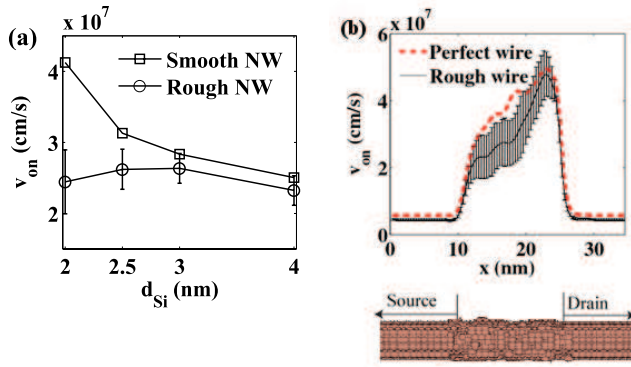 (a)
x 10^7
Smooth NW
Rough NW
v_on (cm/s)
4
3
2
2
2.5
3
4
d_Si (nm)
(b)
x 10^7
Perfect wire
Rough wire
v_on (cm/s)
6
4
2
0
0
10
20
30
x (nm)
Source
Drain